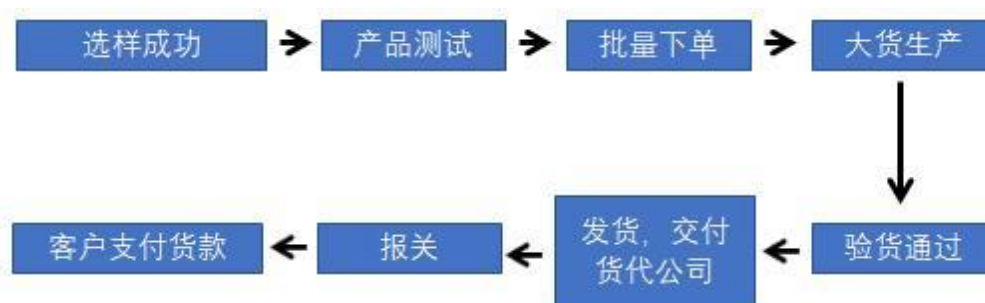 选样成功
产品测试
批量下单
大货生产
客户支付货款
报关
发货，交付
货代公司
验货通过